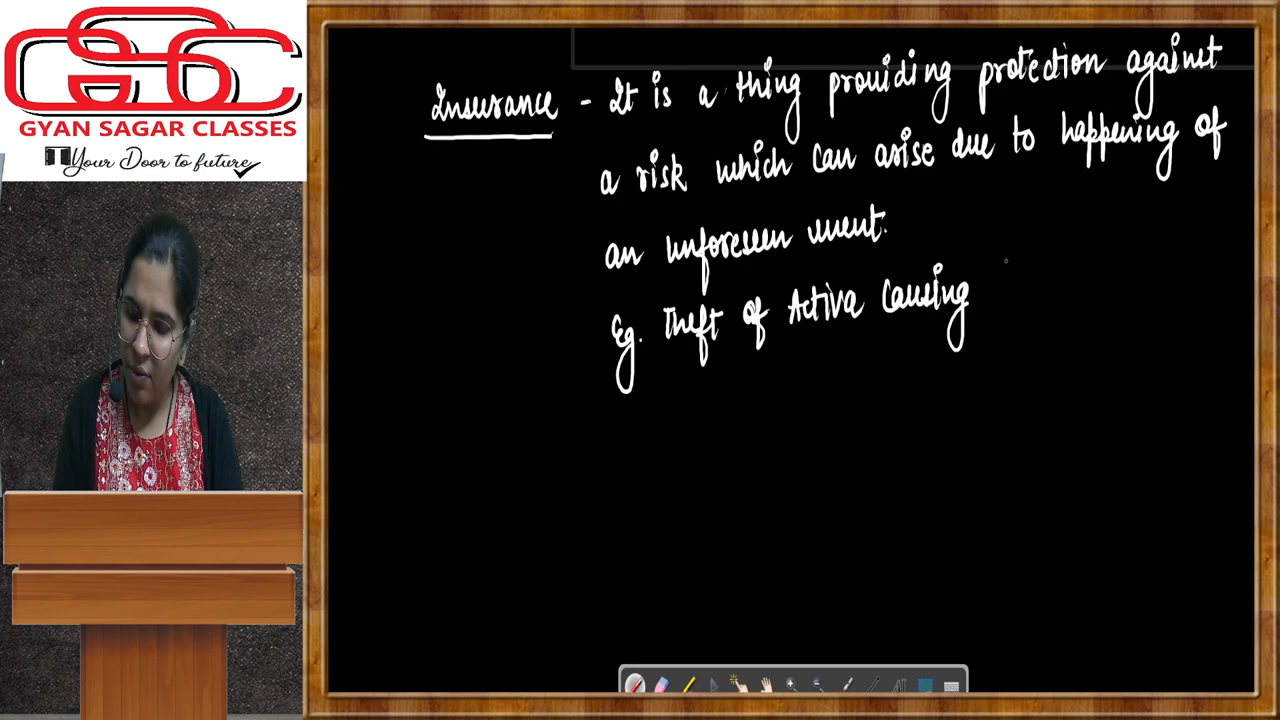 GSC
GYAN SAGAR CLASSES
Your Door to future
Insurance - It is a thing providing protection against
a risk which can arise due to happening of
an unforeseen event.
Eg. Theft of Activa causing